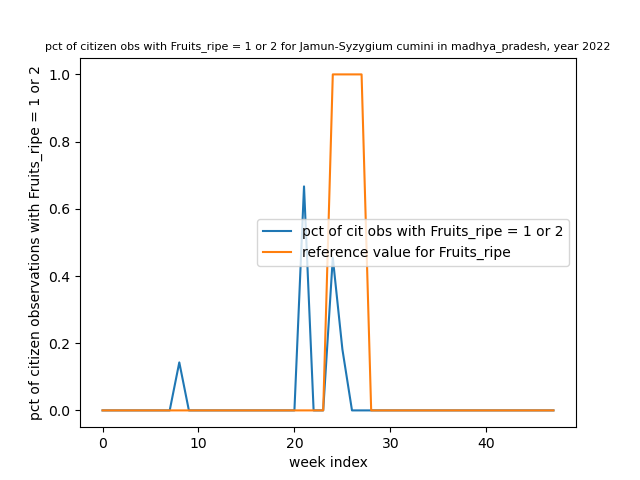 pct of citizen obs with Fruits_ripe = 1 or 2 for Jamun-Syzygium cumini in madhya_pradesh, year 2022
pct of citizen observations with Fruits_ripe = 1 or 2
1.0
0.8
0.6
0.4
0.2
0.0
pct of cit obs with Fruits_ripe = 1 or 2
reference value for Fruits_ripe
0
10
20
30
40
week index